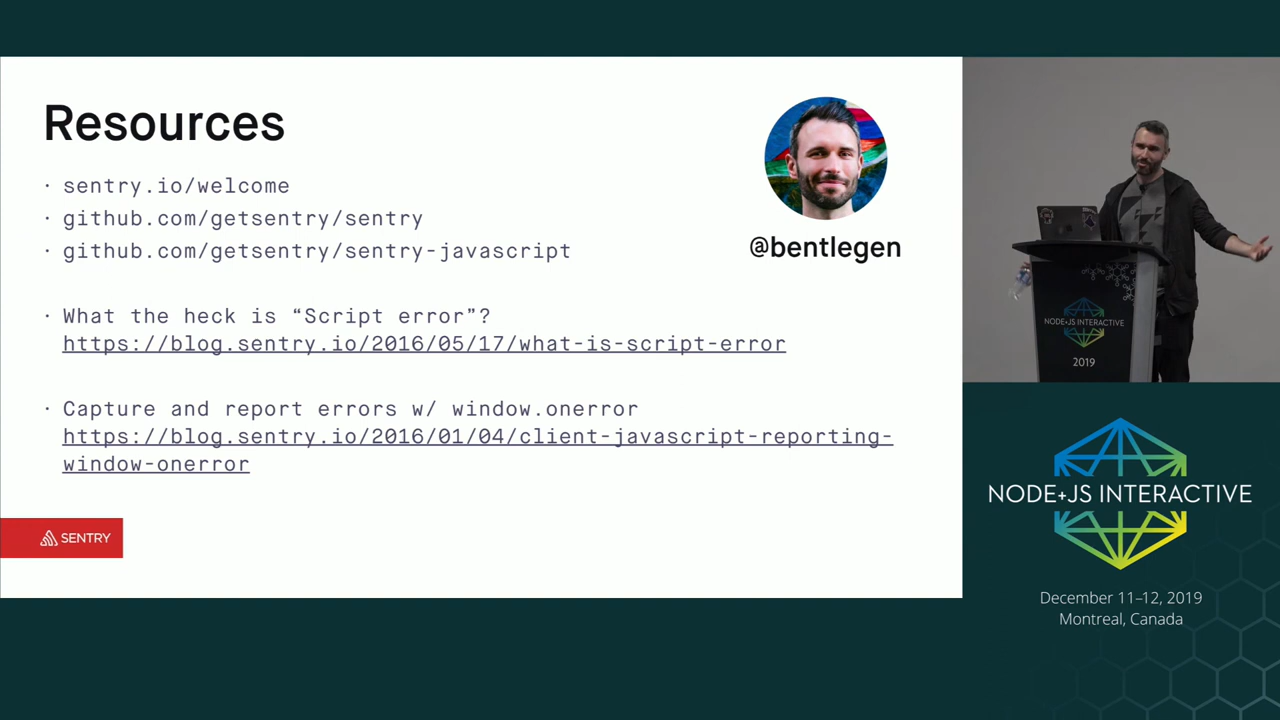 Resources
· sentry.io/welcome
· github.com/getsentry/sentry
· github.com/getsentry/sentry-javascript
· What the heck is “Script error”?
https://blog.sentry.io/2016/05/17/what-is-script-error
· Capture and report errors w/ window.onerror
https://blog.sentry.io/2016/01/04/client-javascript-reporting-
window-onerror
@bentlegen
SENTRY
NODE+JS INTERACTIVE
2019
NODE+JS INTERACTIVE
December 11–12, 2019
Montreal, Canada